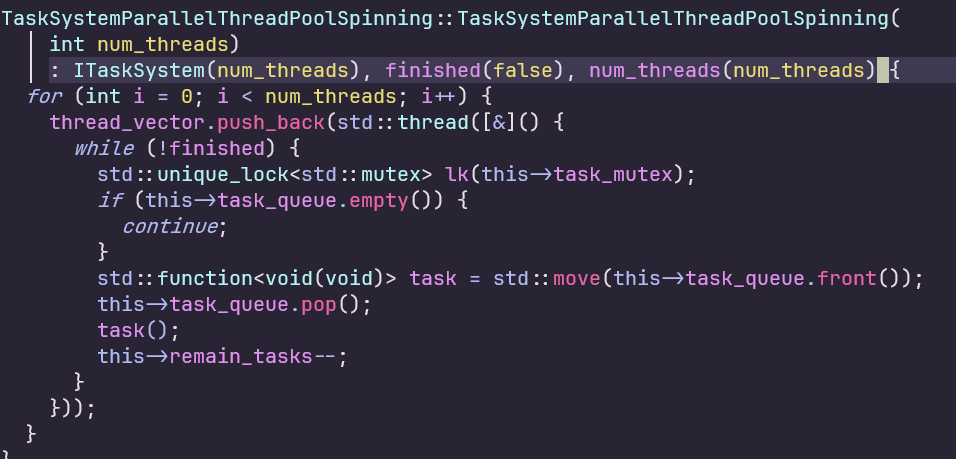 TaskSystemParallelThreadPoolSpinning::TaskSystemParallelThreadPoolSpinning(
    int num_threads)
    : ITaskSystem(num_threads), finished(false), num_threads(num_threads) {
  for (int i = 0; i < num_threads; i++) {
    thread_vector.push_back(std::thread([&]() {
      while (!finished) {
        std::unique_lock<std::mutex> lk(this->task_mutex);
        if (this->task_queue.empty()) {
          continue;
        }
        std::function<void(void)> task = std::move(this->task_queue.front());
        this->task_queue.pop();
        task();
        this->remain_tasks--;
      }
    }));
  }
}